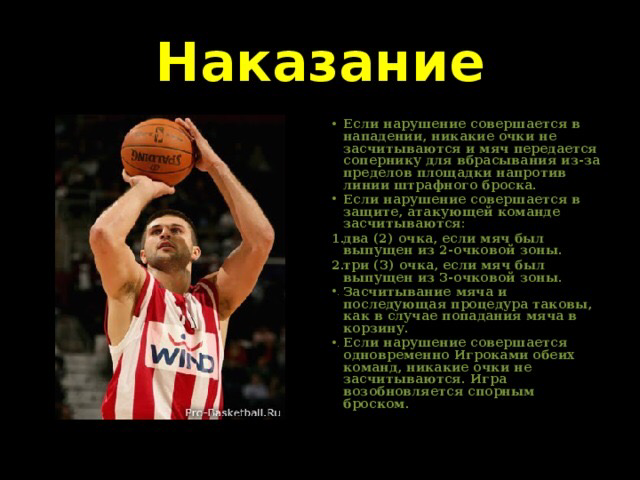 Наказание
• Если нарушение совершается в
нападении, никакие очки не
засчитываются и мяч передается
сопернику для вбрасывания из-за
пределов площадки напротив
линии штрафного броска.
• Если нарушение совершается в
защите, атакующей команде
засчитываются:
1.два (2) очка, если мяч был
выпущен из 2-очковой зоны.
2.три (3) очка, если мяч был
выпущен из 3-очковой зоны.
• Засчитывание мяча и
последующая процедура таковы,
как в случае попадания мяча в
корзину.
• Если нарушение совершается
одновременно Игроками обеих
команд, никакие очки не
засчитываются. Игра
возобновляется спорным
броском.
SPALDING
WIND
Pro-Basketball.Ru